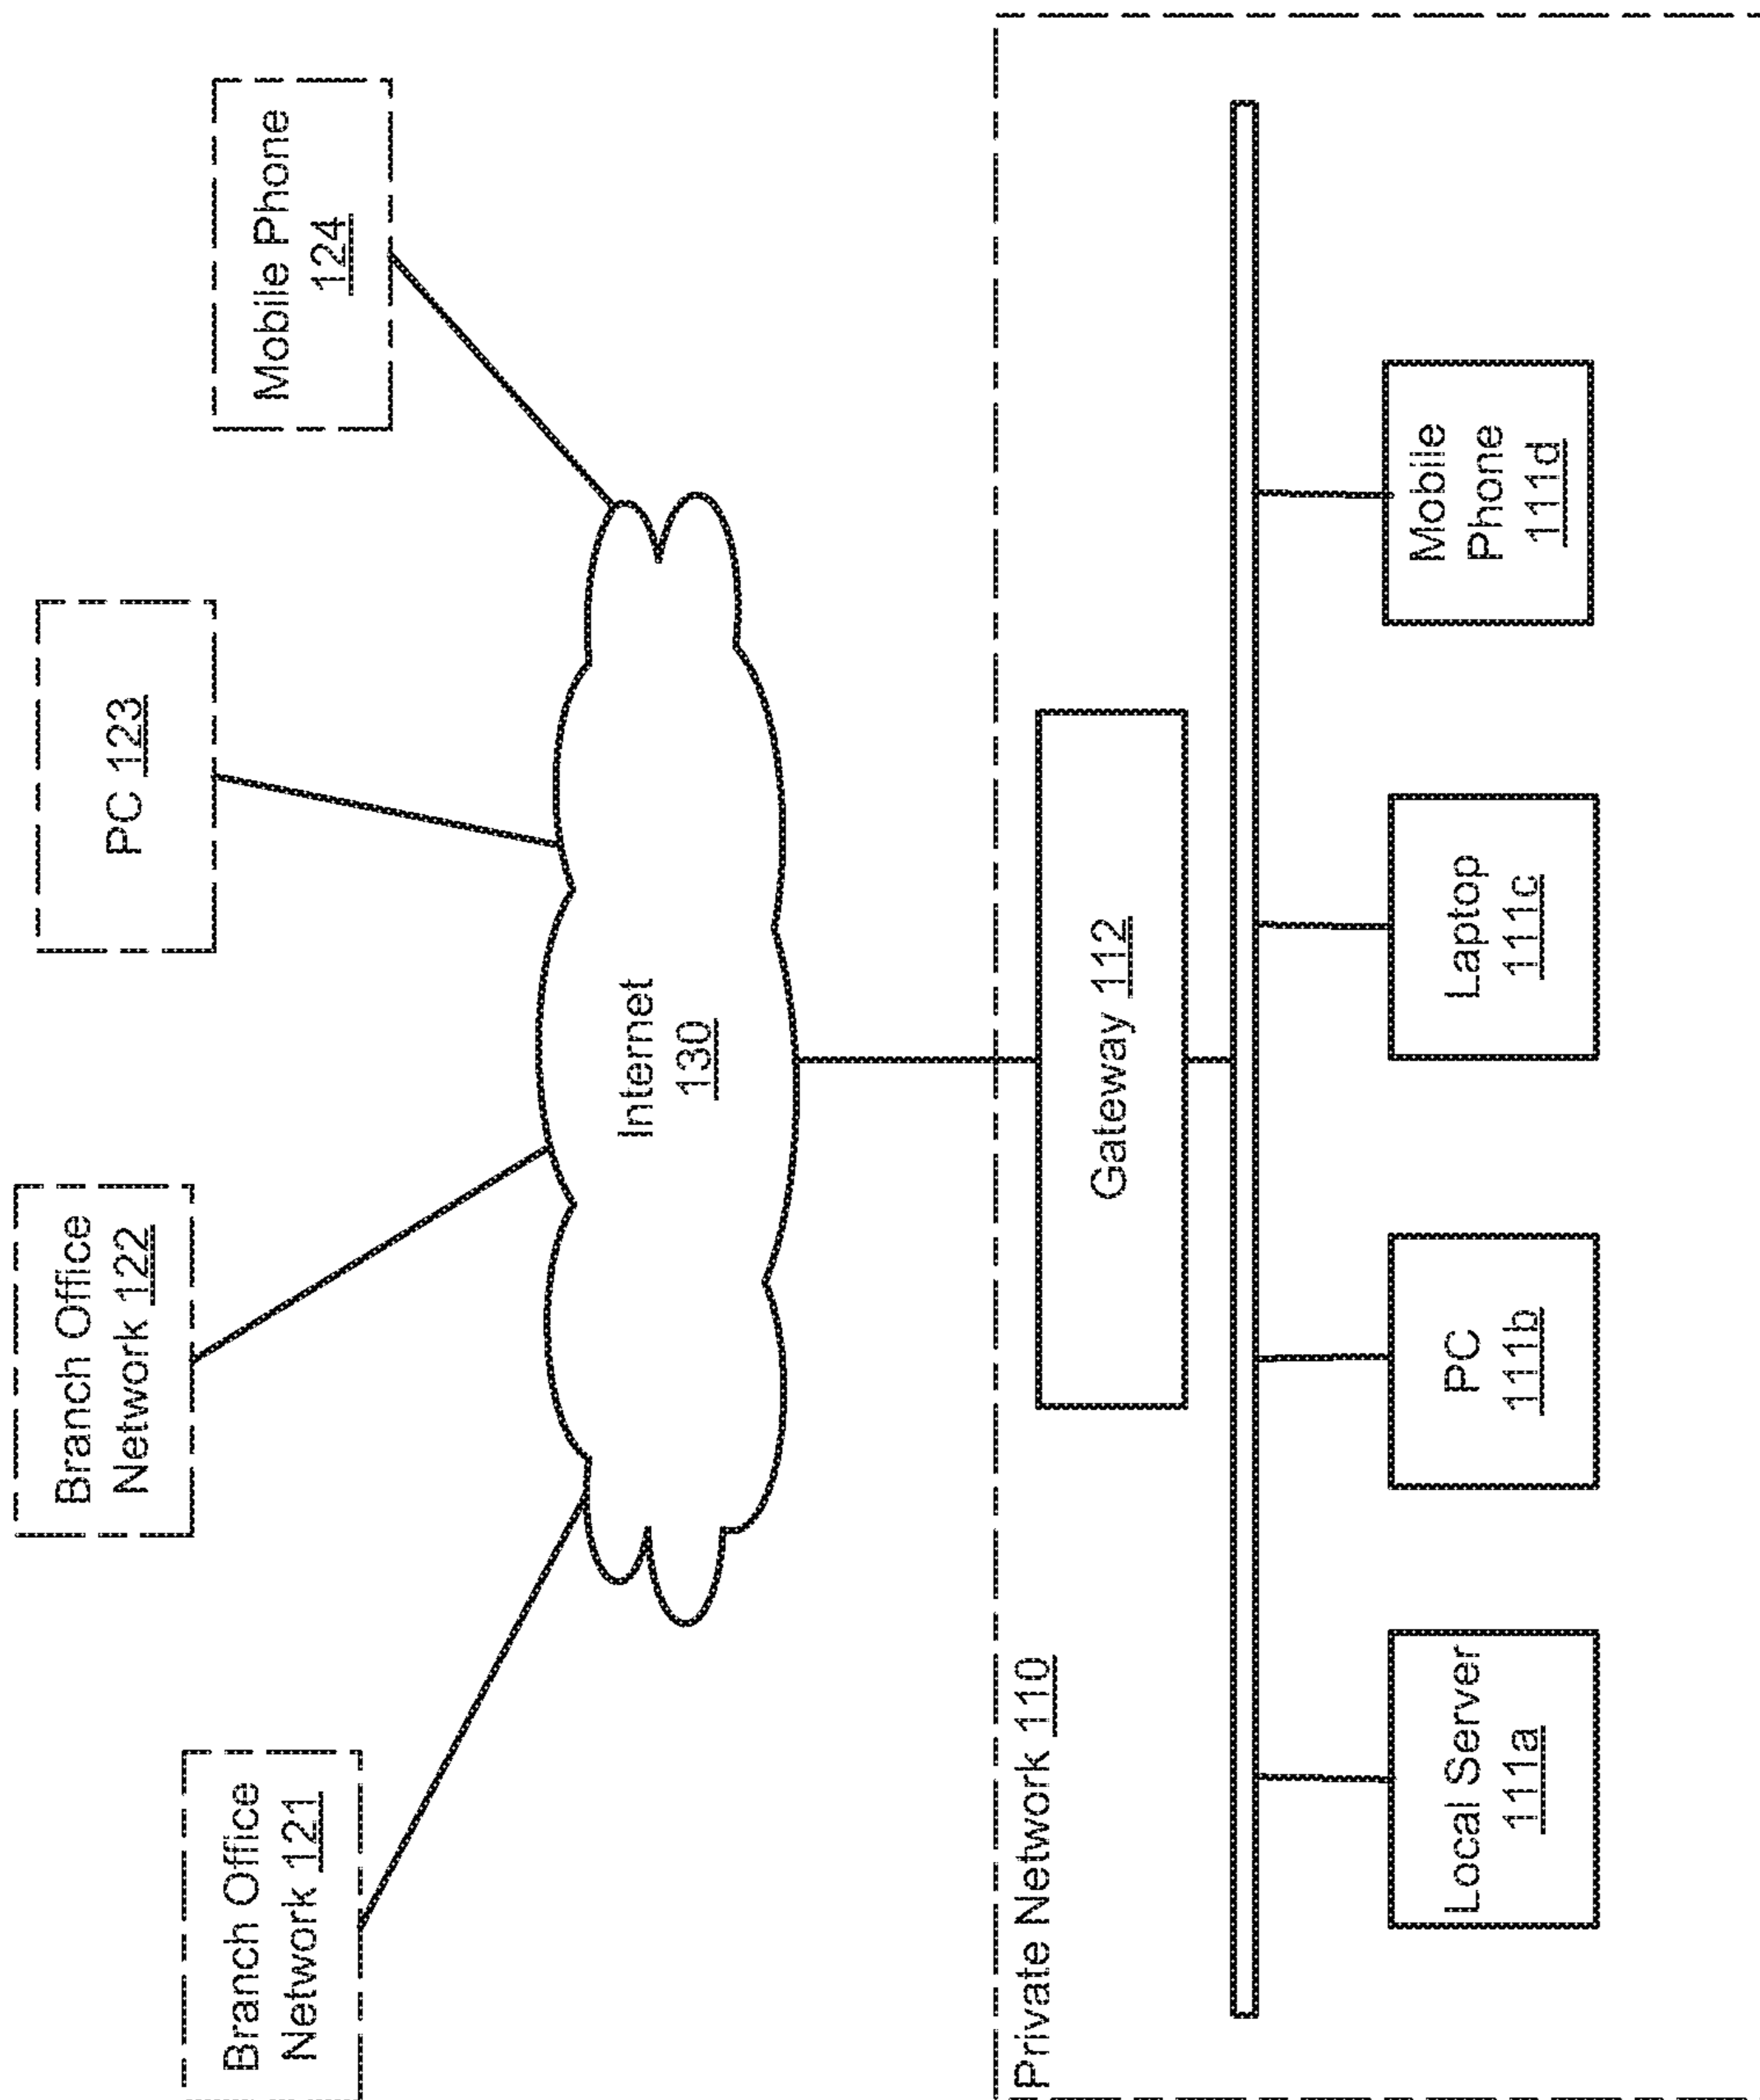 Branch Office
Network 121
Branch Office
Network 122
PC 123
Mobile Phone
124
Internet
130
Private Network 110
Gateway 112
Local Server
111a
PC
111b
Laptop
111c
Mobile
Phone
111d